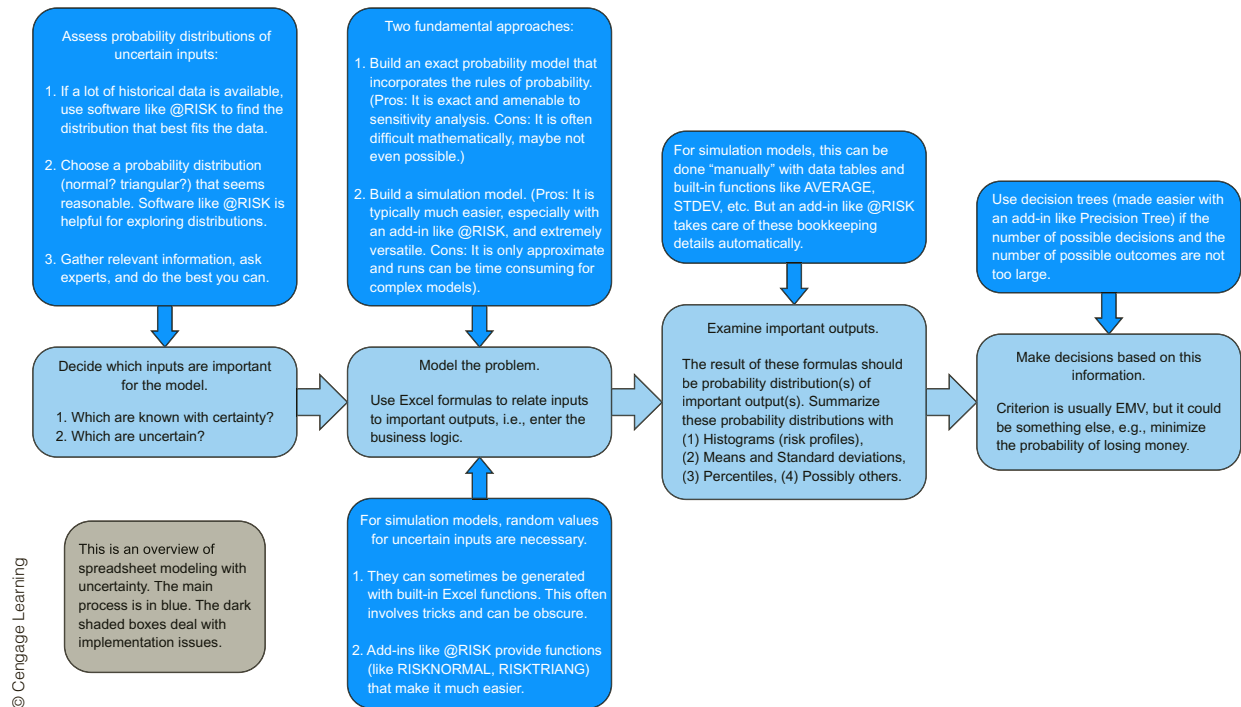 Assess probability distributions of
uncertain inputs:
1. If a lot of historical data is available,
use software like @RISK to find the
distribution that best fits the data.
2. Choose a probability distribution
(normal? triangular?) that seems
reasonable. Software like @RISK is
helpful for exploring distributions.
3. Gather relevant information, ask
experts, and do the best you can.
Two fundamental approaches:
1. Build an exact probability model that
incorporates the rules of probability.
(Pros: It is exact and amenable to
sensitivity analysis. Cons: It is often
difficult mathematically, maybe not
even possible.)
2. Build a simulation model. (Pros: It is
typically much easier, especially with
an add-in like @RISK, and extremely
versatile. Cons: It is only approximate
and runs can be time consuming for
complex models).
For simulation models, this can be
done “manually” with data tables and
built-in functions like AVERAGE,
STDEV, etc. But an add-in like @RISK
takes care of these bookkeeping
details automatically.
Use decision trees (made easier with
an add-in like Precision Tree) if the
number of possible decisions and the
number of possible outcomes are not
too large.
Decide which inputs are important
for the model.
1. Which are known with certainty?
2. Which are uncertain?
Model the problem.
Use Excel formulas to relate inputs
to important outputs, i.e., enter the
business logic.
Examine important outputs.
The result of these formulas should
be probability distribution(s) of
important output(s). Summarize
these probability distributions with
(1) Histograms (risk profiles),
(2) Means and Standard deviations,
(3) Percentiles, (4) Possibly others.
Make decisions based on this
information.
Criterion is usually EMV, but it could
be something else, e.g., minimize
the probability of losing money.
This is an overview of
spreadsheet modeling with
uncertainty. The main
process is in blue. The dark
shaded boxes deal with
implementation issues.
For simulation models, random values
for uncertain inputs are necessary.
1. They can sometimes be generated
with built-in Excel functions. This often
involves tricks and can be obscure.
2. Add-ins like @RISK provide functions
(like RISKNORMAL, RISKTRIANG)
that make it much easier.
© Cengage Learning